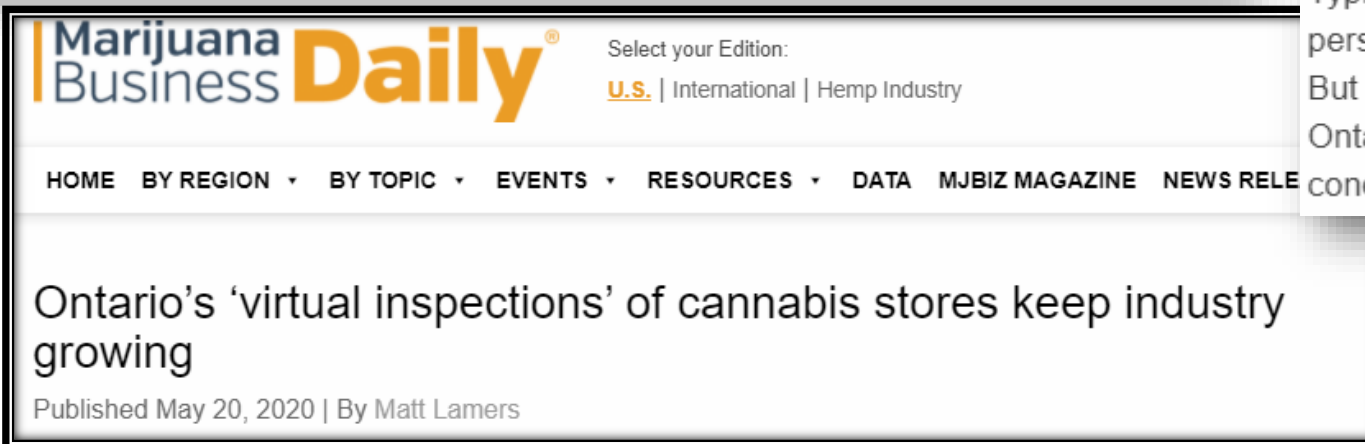 Marijuana
Business Daily®
Select your Edition:
U.S. | International | Hemp Industry
HOME BY REGION ▾ BY TOPIC ▾ EVENTS ▾ RESOURCES ▾ DATA MJBIZ MAGAZINE NEWS RELE
But
Ontario’s ‘virtual inspections’ of cannabis stores keep industry
growing
Published May 20, 2020 | By Matt Lamers